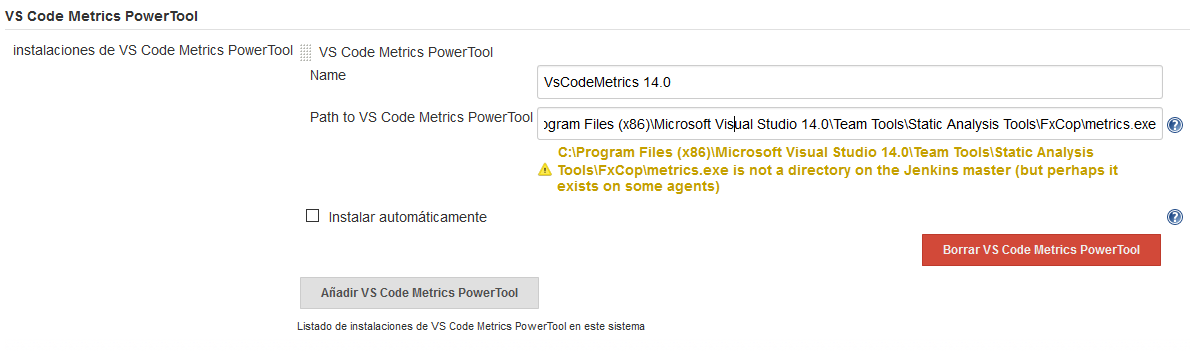 VS Code Metrics PowerTool
instalaciones de VS Code Metrics PowerTool
VS Code Metrics PowerTool
Name
VsCodeMetrics 14.0
Path to VS Code Metrics PowerTool
ogram Files (x86)\Microsoft Visual Studio 14.0\Team Tools\Static Analysis Tools\FxCop\metrics.exe
C:\Program Files (x86)\Microsoft Visual Studio 14.0\Team Tools\Static Analysis
Tools\FxCop\metrics.exe is not a directory on the Jenkins master (but perhaps it
exists on some agents)
Instalar automáticamente
Borrar VS Code Metrics PowerTool
Añadir VS Code Metrics PowerTool
Listado de instalaciones de VS Code Metrics PowerTool en este sistema